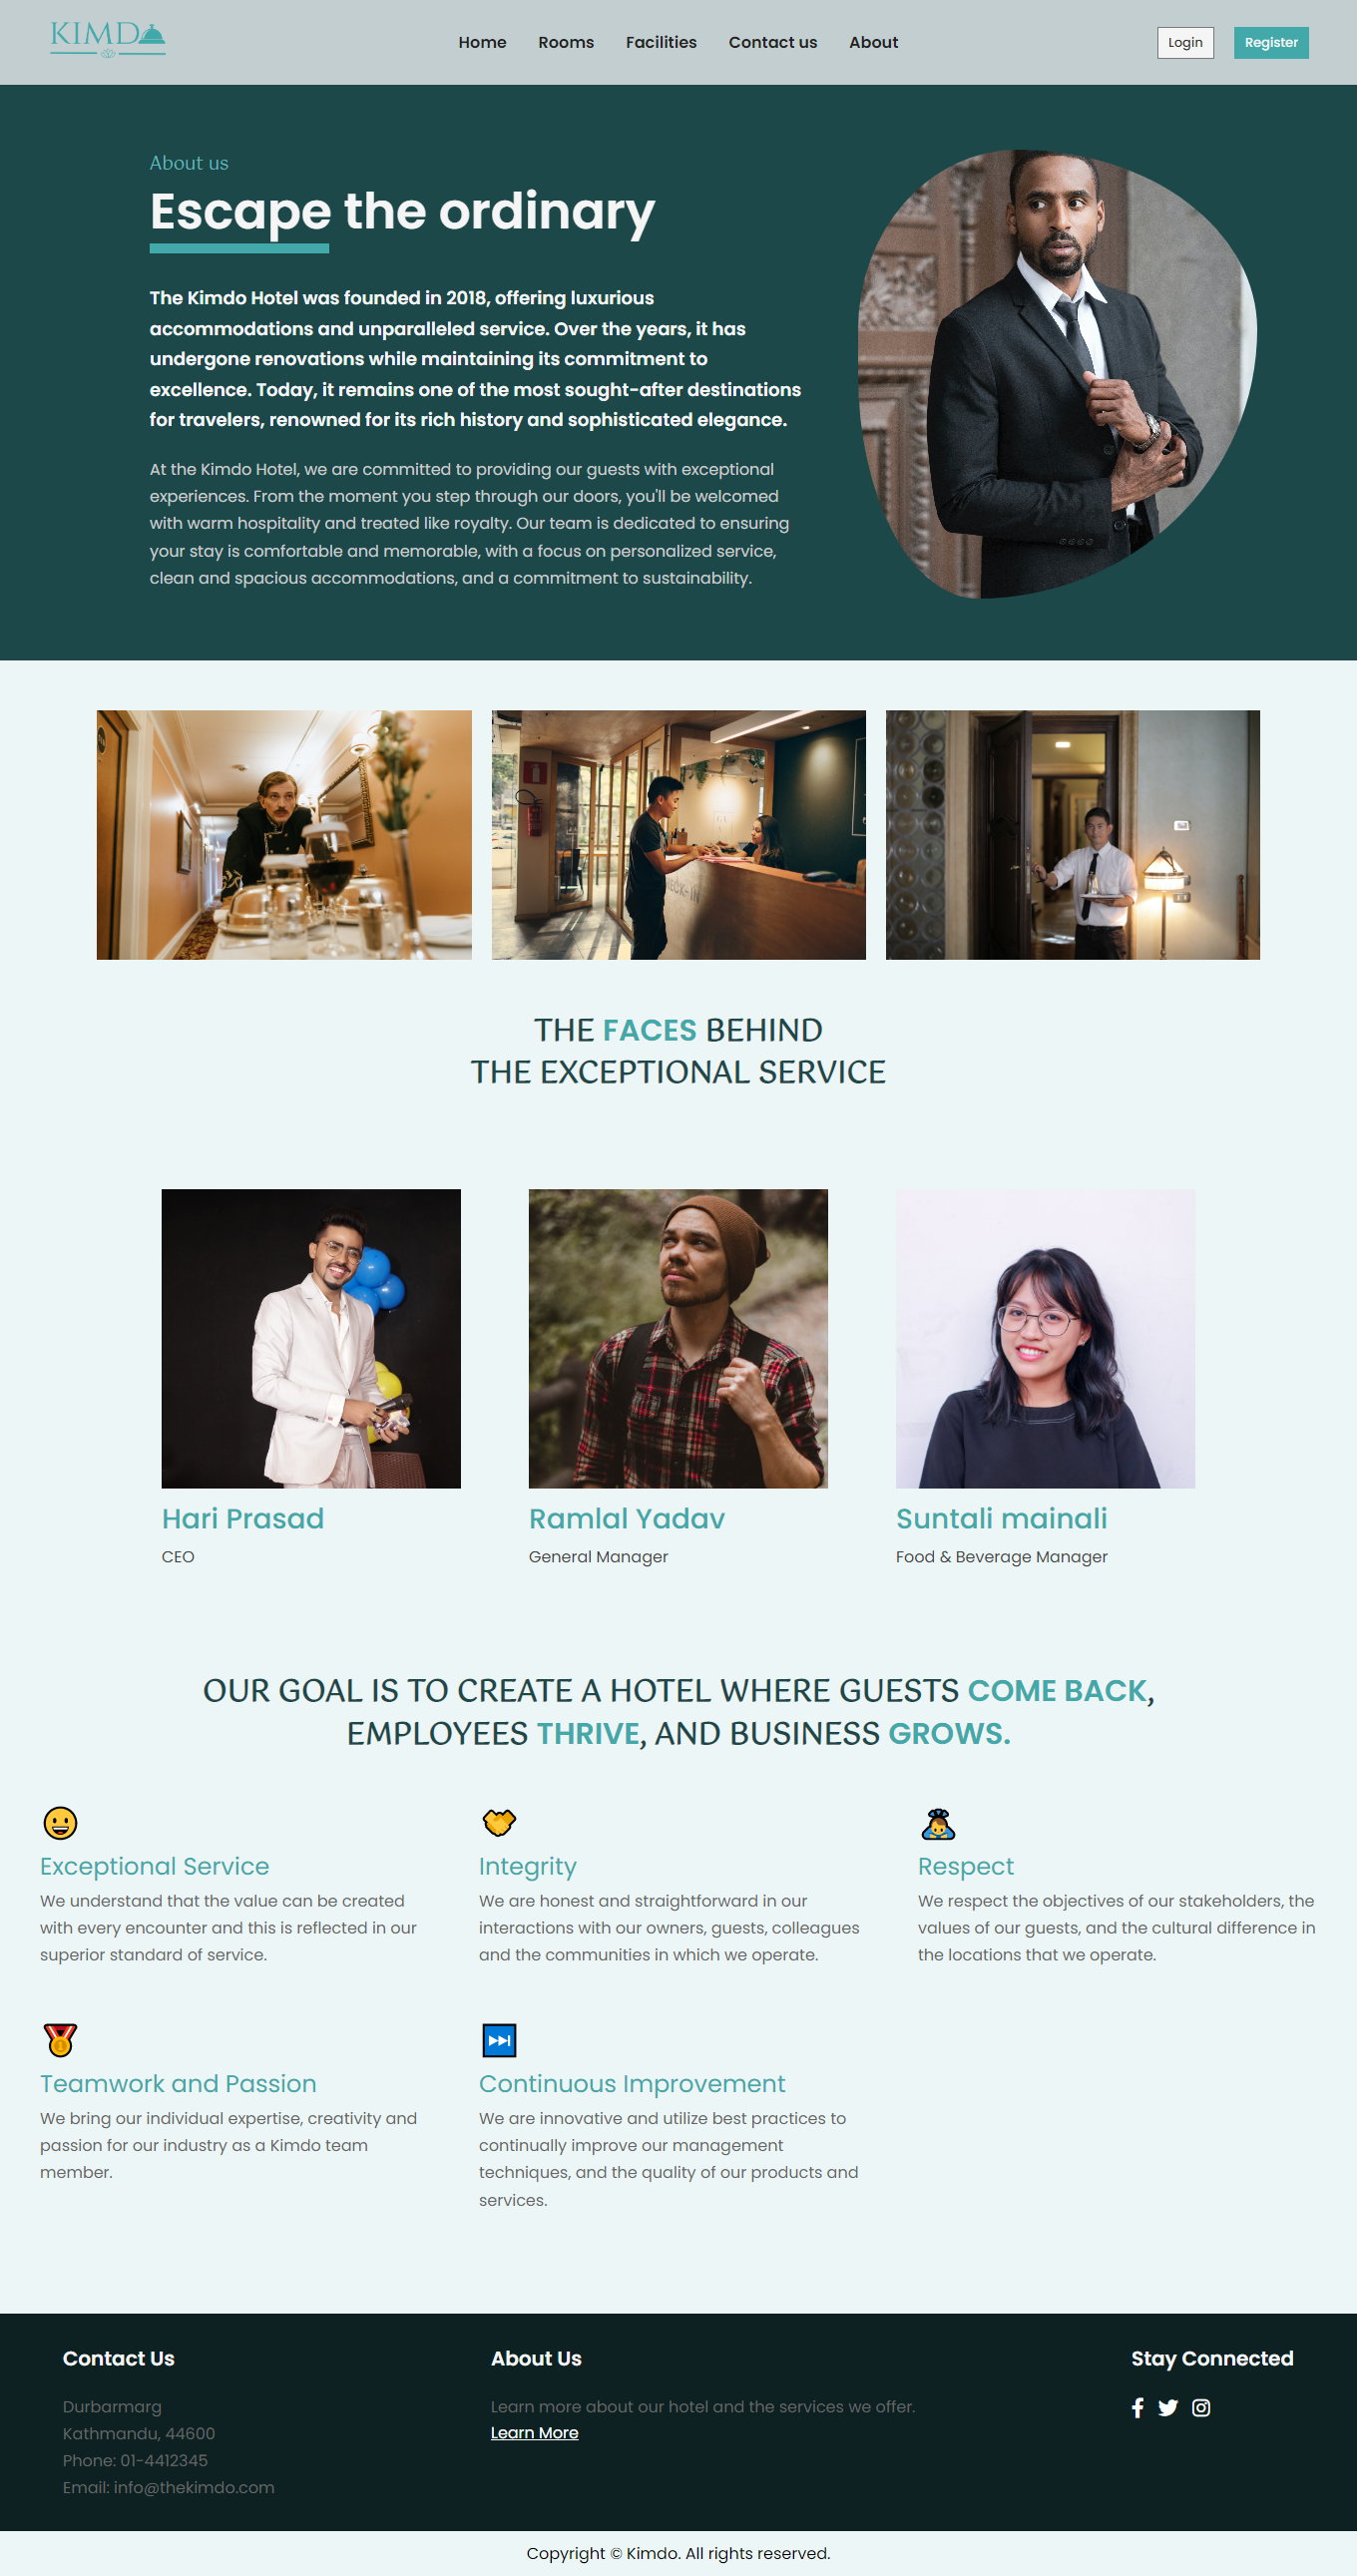 KIMDO
Home Rooms Facilities Contact us About
Login Register
About us
Escape the ordinary
The Kimdo Hotel was founded in 2018, offering luxurious
accommodations and unparalleled service. Over the years, it has
undergone renovations while maintaining its commitment to
excellence. Today, it remains one of the most sought-after destinations
for travelers, renowned for its rich history and sophisticated elegance.
At the Kimdo Hotel, we are committed to providing our guests with exceptional
experiences. From the moment you step through our doors, you'll be welcomed
with warm hospitality and treated like royalty. Our team is dedicated to ensuring
your stay is comfortable and memorable, with a focus on personalized service,
clean and spacious accommodations, and a commitment to sustainability.
CHECK-IN
THE FACES BEHIND
THE EXCEPTIONAL SERVICE
Hari Prasad
CEO
Ramlal Yadav
General Manager
Suntali mainali
Food & Beverage Manager
OUR GOAL IS TO CREATE A HOTEL WHERE GUESTS COME BACK,
EMPLOYEES THRIVE, AND BUSINESS GROWS.
Exceptional Service
We understand that the value can be created
with every encounter and this is reflected in our
superior standard of service.
Integrity
We are honest and straightforward in our
interactions with our owners, guests, colleagues
and the communities in which we operate.
Respect
We respect the objectives of our stakeholders, the
values of our guests, and the cultural difference in
the locations that we operate.
Teamwork and Passion
We bring our individual expertise, creativity and
passion for our industry as a Kimdo team
member.
Continuous Improvement
We are innovative and utilize best practices to
continually improve our management
techniques, and the quality of our products and
services.
Contact Us
Durbarmarg
Kathmandu, 44600
Phone: 01-4412345
Email: info@thekimdo.com
About Us
Learn more about our hotel and the services we offer.
Learn More
Stay Connected
Copyright © Kimdo. All rights reserved.